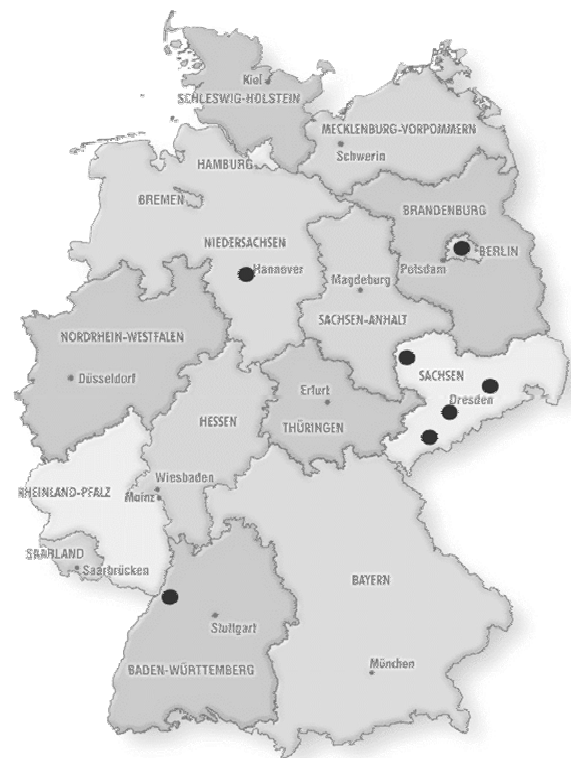 Kiel
SCHLESWIG-HOLSTEIN
MECKLENBURG-VORPOMMERN
Schwerin
HAMBURG
BREMEN
BRANDENBURG
NIEDERSACHSEN
BERLIN
Hannover
Potsdam
Magdeburg
SACHSEN-ANHALT
NORDRHEIN-WESTFALEN
Düsseldorf
SACHSEN
Dresden
Erfurt
THÜRINGEN
HESSEN
Wiesbaden
Mainz
RHEINLAND-PFALZ
SAARLAND
Saarbrücken
BAYERN
Stuttgart
BADEN-WÜRTTEMBERG
München